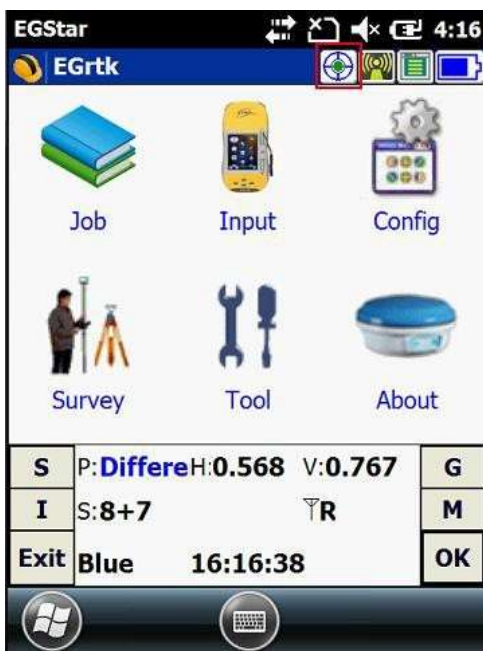 EGStar 4:16
EGrtk
Job Input Config
Survey Tool About
S P:Differe H:0.568 V:0.767 G
I S:8+7 R M
Exit Blue 16:16:38 OK